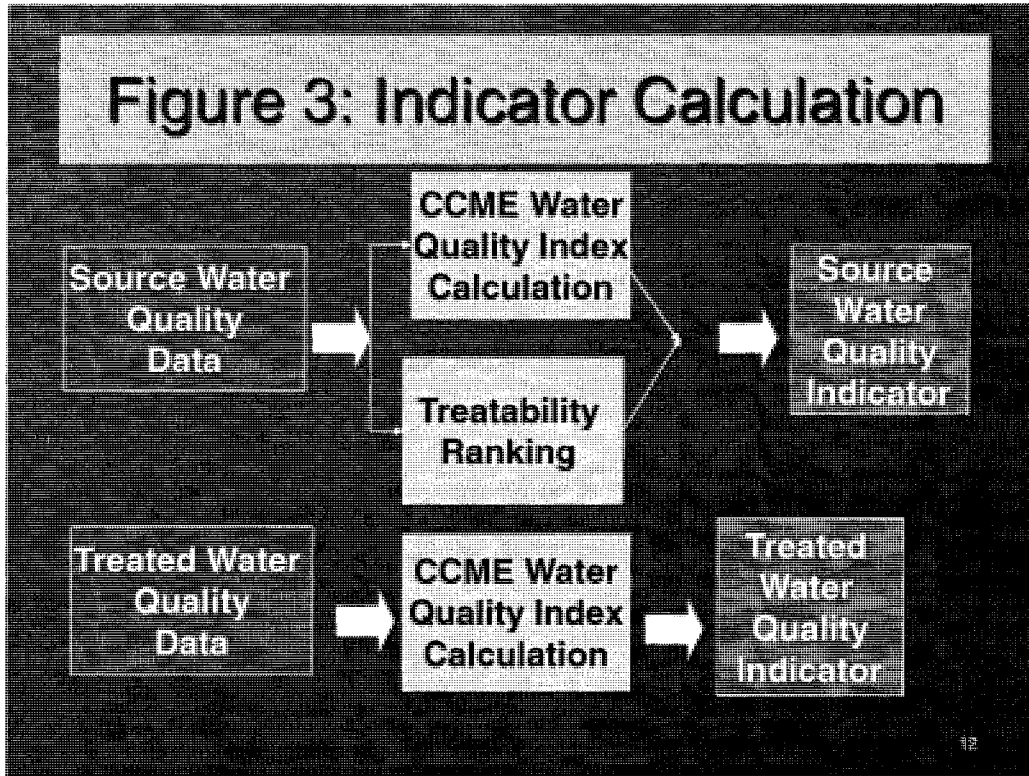 Figure 3: Indicator Calculation
CCME Water
Quality Index
Calculation
Source Water
Quality
Data
Treatability
Ranking
Source
Water
Quality
Indicator
Treated Water
Quality
Data
CCME Water
Quality Index
Calculation
Treated
Water
Quality
Indicator
12